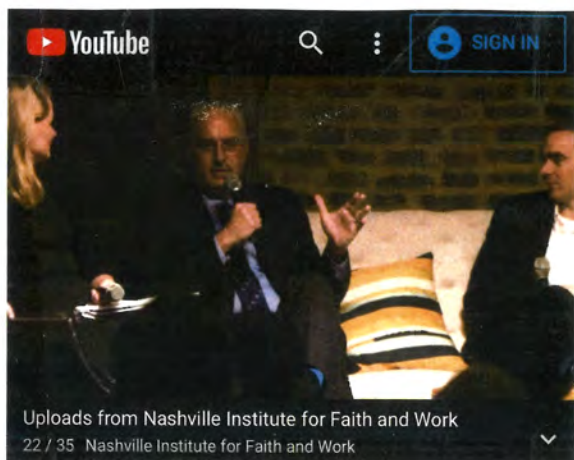 YouTube
SIGN IN
Uploads from Nashville Institute for Faith and Work
22 / 35 Nashville Institute for Faith and Work